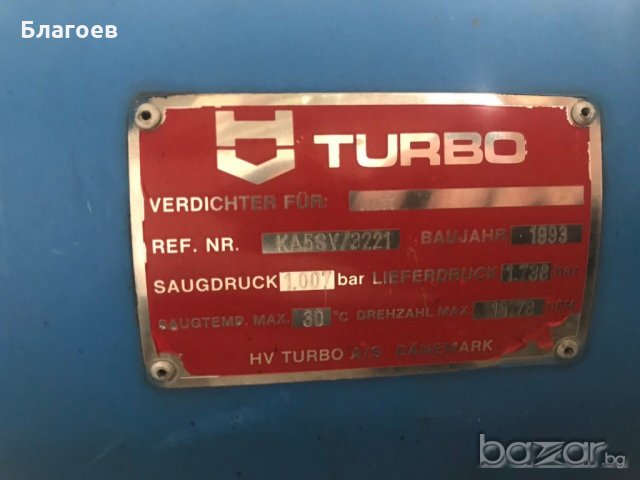 Благоев
TURBO
VERDICHTER FÜR:
REF. NR. KA5SV/3221 BAUJAHR 1993
SAUGDRUCK 1.007 bar LIEFERDRUCK 1.738 bar
SAUGTEMP. MAX. 30 °C DREHZAHL MAX. RPM
HV TURBO A/S DÄNEMARK
bazar.bg